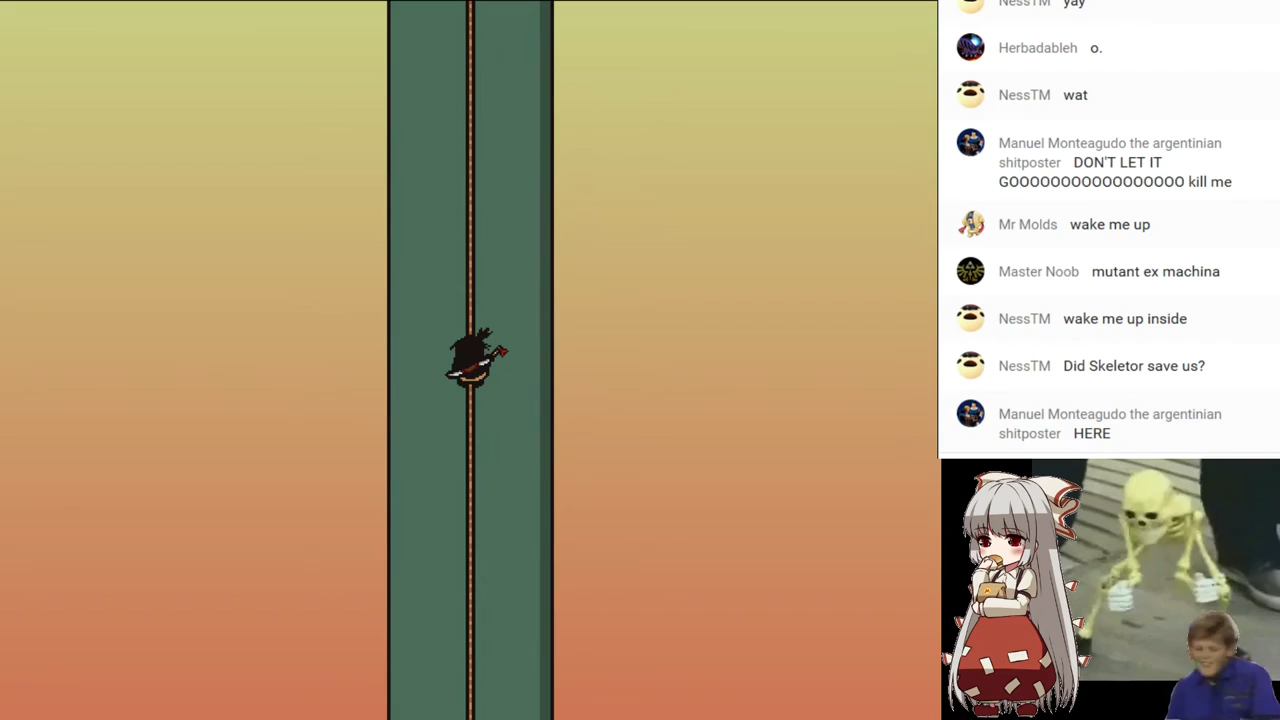 NessTM yay
Herbadableh o.
NessTM wat
Manuel Monteagudo the argentinian
shitposter DON'T LET IT
GOOOOOOOOOOOOOOOOO kill me
Mr Molds wake me up
Master Noob mutant ex machina
NessTM wake me up inside
NessTM Did Skeletor save us?
Manuel Monteagudo the argentinian
shitposter HERE